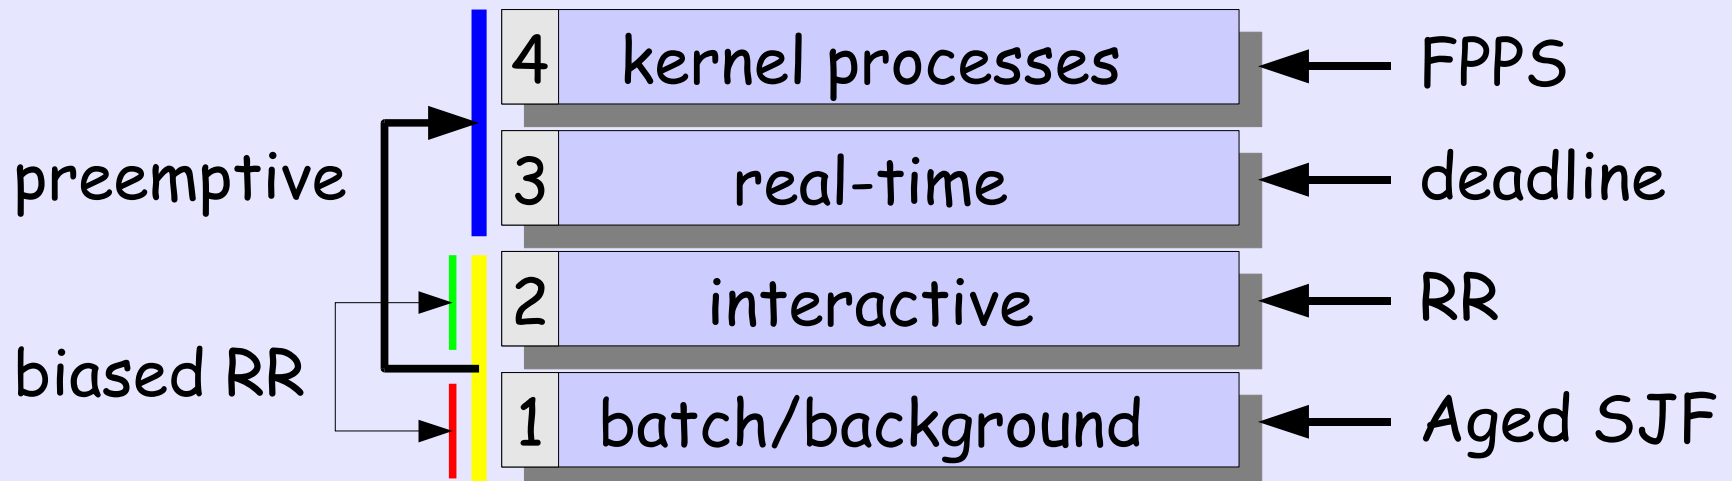 4 kernel processes FPPS
preemptive
3 real-time deadline
2 interactive RR
biased RR
1 batch/background Aged SJF